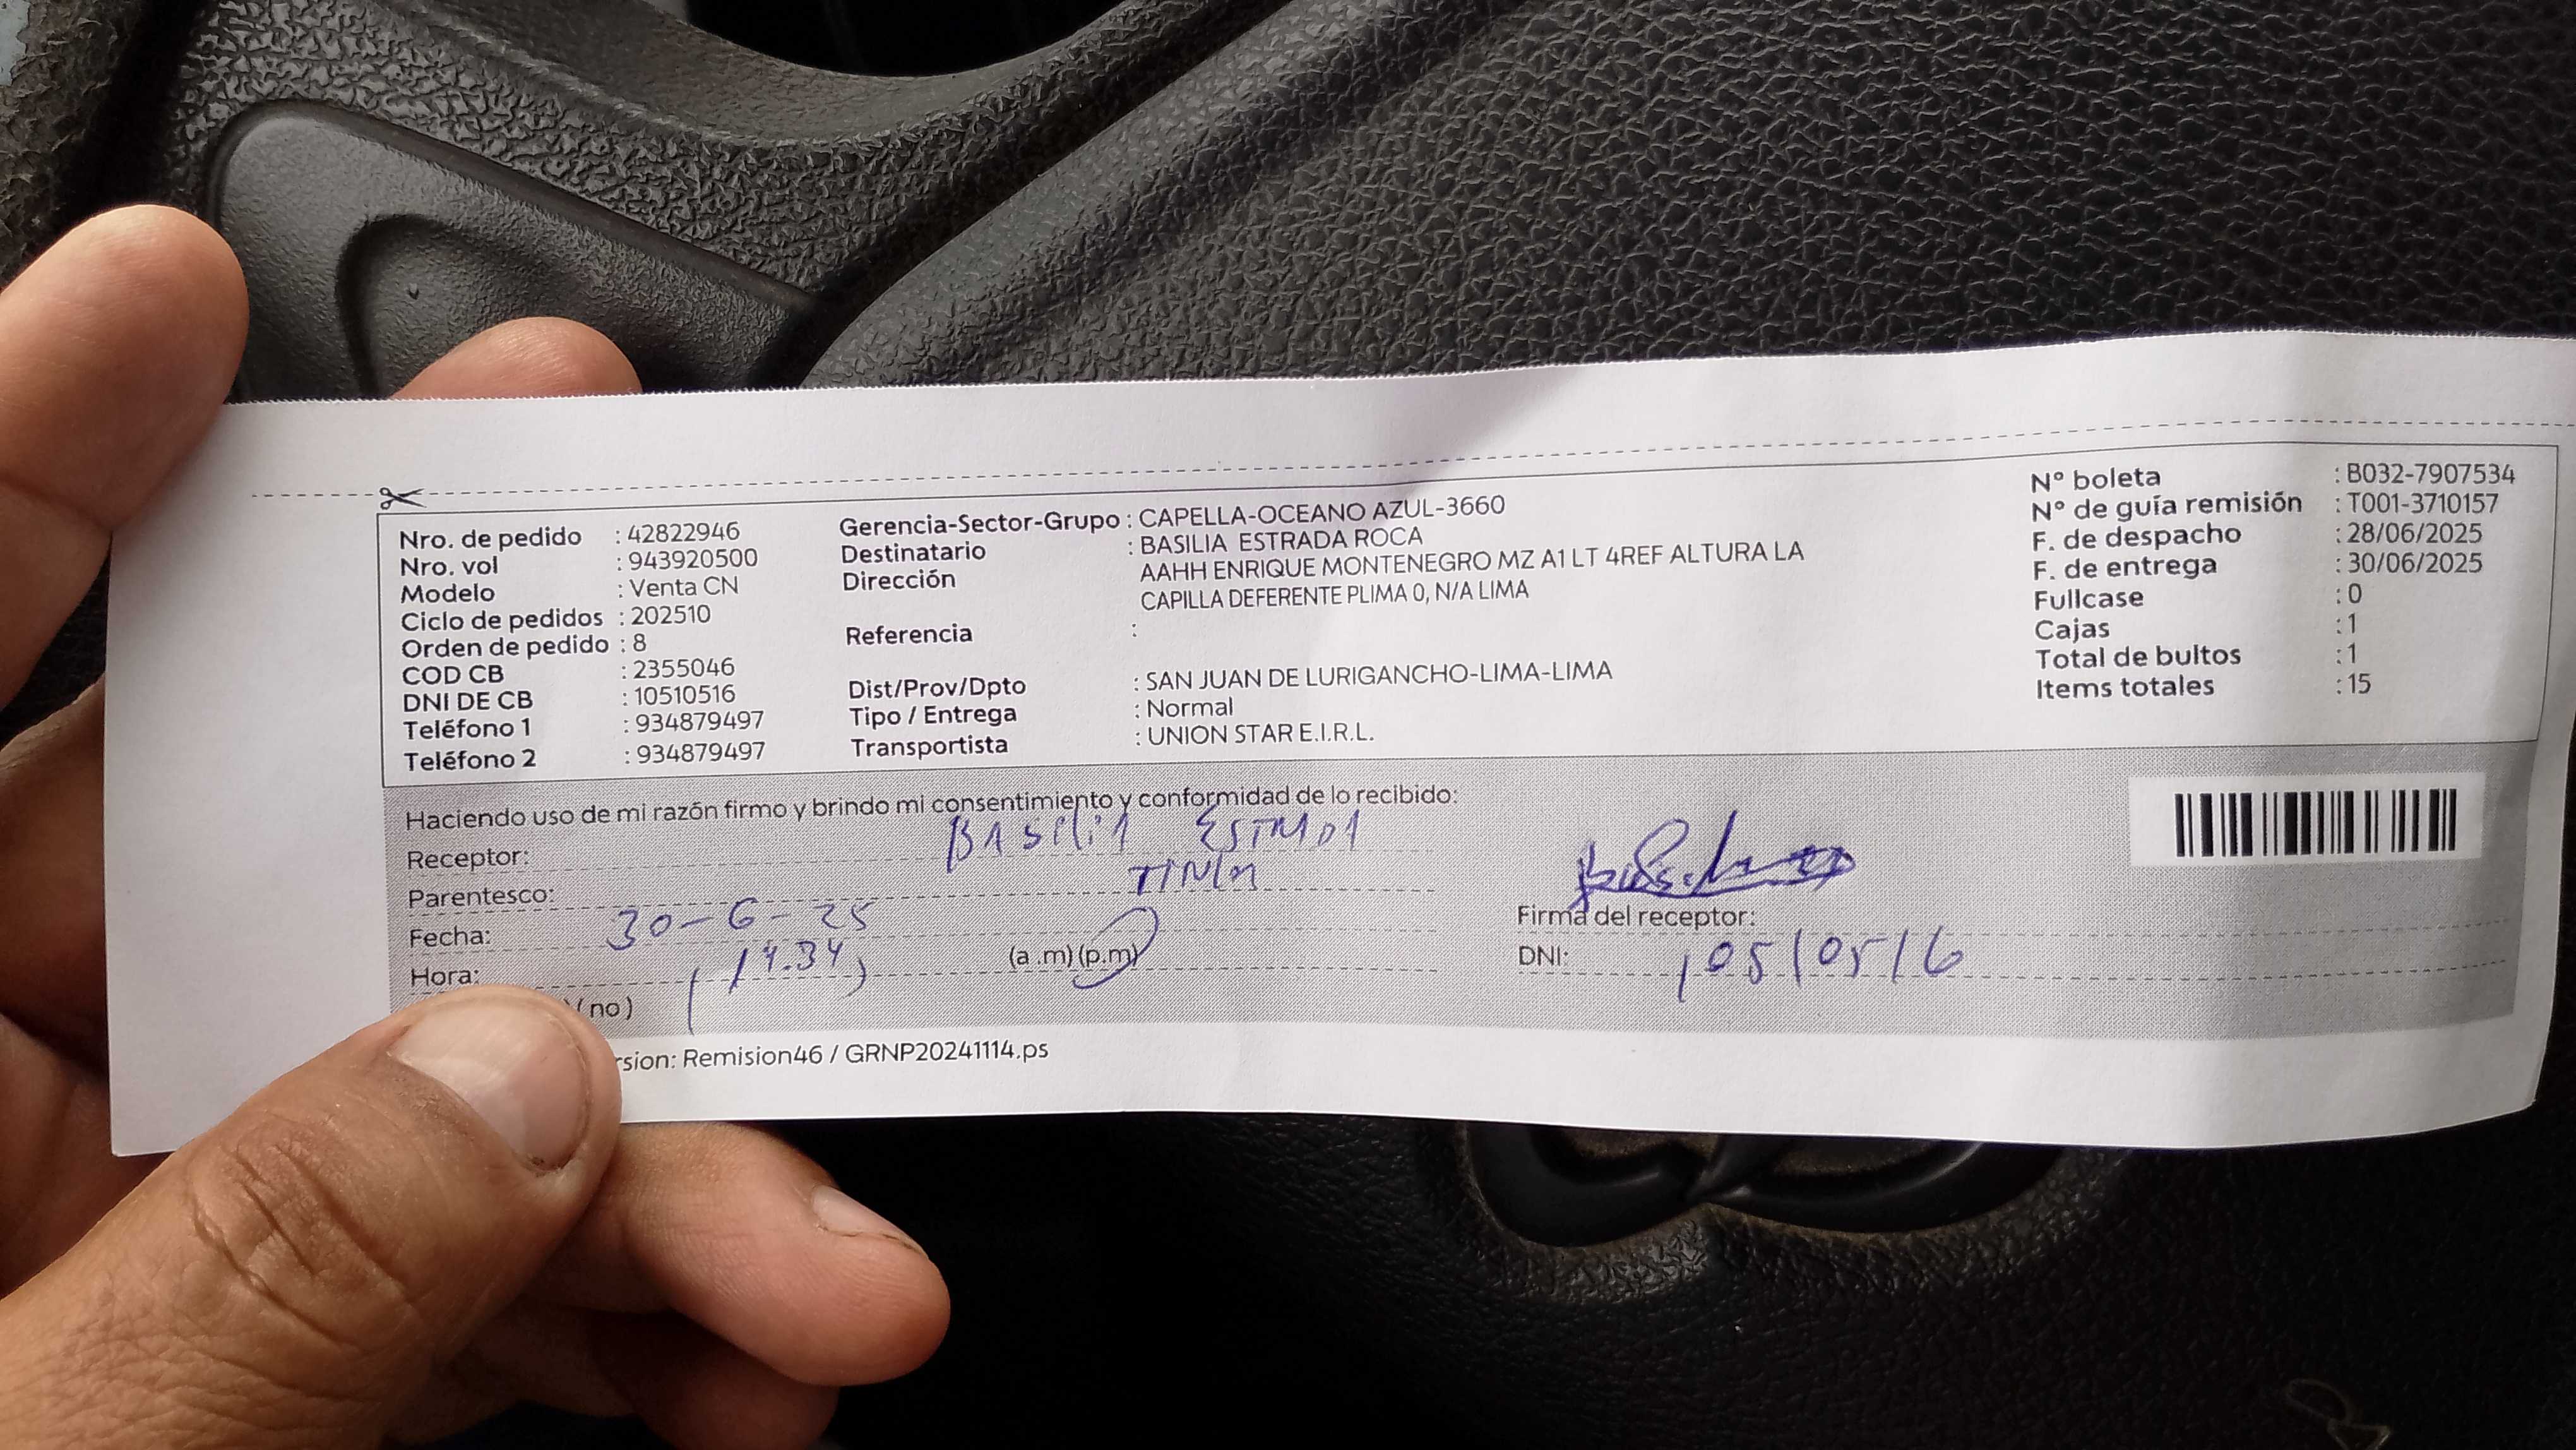 Nro. de pedido : 42822946
Nro. vol : 943920500
Modelo : Venta CN
Ciclo de pedidos : 202510
Orden de pedido : 8
COD CB : 2355046
DNI DE CB : 10510516
Teléfono 1 : 934879497
Teléfono 2 : 934879497
Gerencia-Sector-Grupo : CAPELLA-OCEANO AZUL-3660
Destinatario : BASILIA ESTRADA ROCA
Dirección AAHH ENRIQUE MONTENEGRO MZ A1 LT 4REF ALTURA LA
CAPILLA DEFERENTE PLIMA 0, N/A LIMA
Referencia :
Dist/Prov/Dpto : SAN JUAN DE LURIGANCHO-LIMA-LIMA
Tipo / Entrega : Normal
Transportista : UNION STAR E.I.R.L.
N° boleta : B032-7907534
N° de guía remisión : T001-3710157
F. de despacho : 28/06/2025
F. de entrega : 30/06/2025
Fullcase : 0
Cajas : 1
Total de bultos : 1
Items totales : 15
Haciendo uso de mi razón firmo y brindo mi consentimiento y conformidad de lo recibido:
Receptor: BASILIA
Parentesco:
Fecha: 30-6-25
Hora: (a.m) (p.m)
(no)
Firma del receptor:
DNI: 10510516
rsion: Remision46 / GRNP20241114.ps